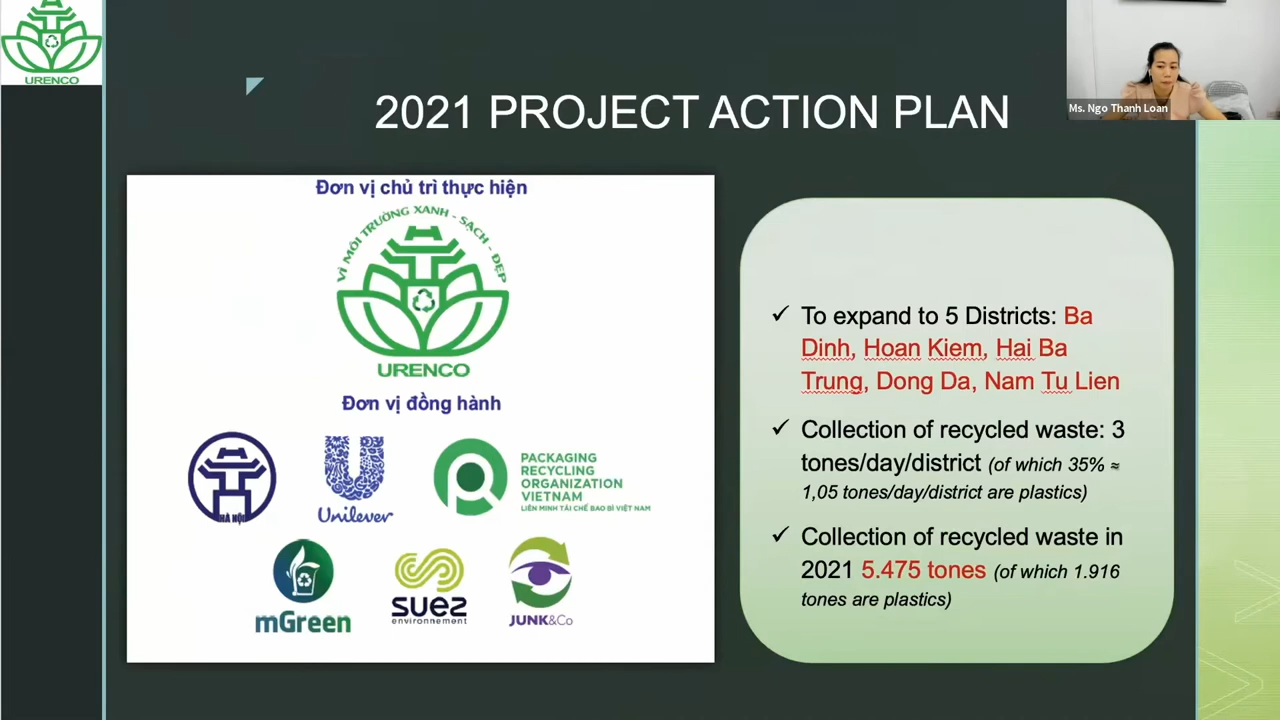 URENCO
Ms. Ngo Thanh Loan
2021 PROJECT ACTION PLAN
Đơn vị chủ trì thực hiện
VÌ MÔI TRƯỜNG XANH - SẠCH - ĐẸP
URENCO
Đơn vị đồng hành
HÀ NỘI
Unilever
PACKAGING
RECYCLING
ORGANIZATION
VIETNAM
LIÊN MINH TÁI CHẾ BAO BÌ VIỆT NAM
mGreen
suez
environnement
JUNK&Co
✓ To expand to 5 Districts: Ba
Dinh, Hoan Kiem, Hai Ba
Trung, Dong Da, Nam Tu Lien
✓ Collection of recycled waste: 3
tones/day/district (of which 35% ≈
1,05 tones/day/district are plastics)
✓ Collection of recycled waste in
2021 5.475 tones (of which 1.916
tones are plastics)